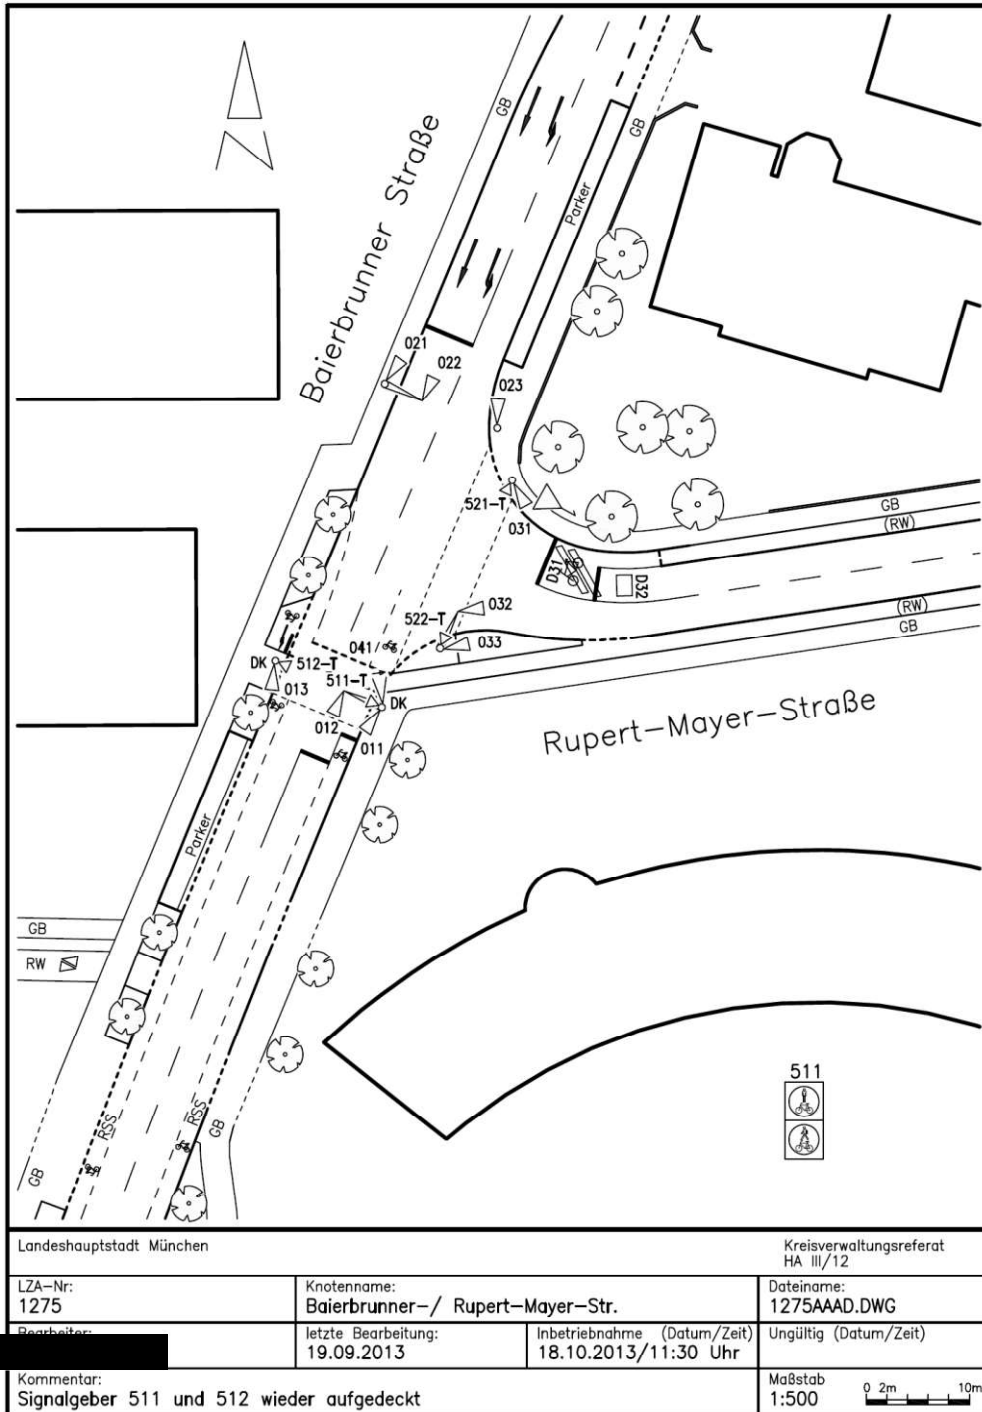 GB
Baierbrunner Straße
GB
Parker
021
022
023
521-T
031
GB
(RW)
D31
D32
(RW)
GB
032
522-T
033
041
DK
512-T
511-T
013
DK
012
011
Rupert-Mayer-Straße
Parker
GB
RW
511
RSS
RSS
GB
GB
Landeshauptstadt München
Kreisverwaltungsreferat
HA III/12
LZA-Nr:
1275
Knotenname:
Baierbrunner-/ Rupert-Mayer-Str.
Dateiname:
1275AAAD.DWG
Bearbeiter:
letzte Bearbeitung:
19.09.2013
Inbetriebnahme (Datum/Zeit)
18.10.2013/11:30 Uhr
Ungültig (Datum/Zeit)
Kommentar:
Signalgeber 511 und 512 wieder aufgedeckt
Maßstab
1:500
0 2m 10m